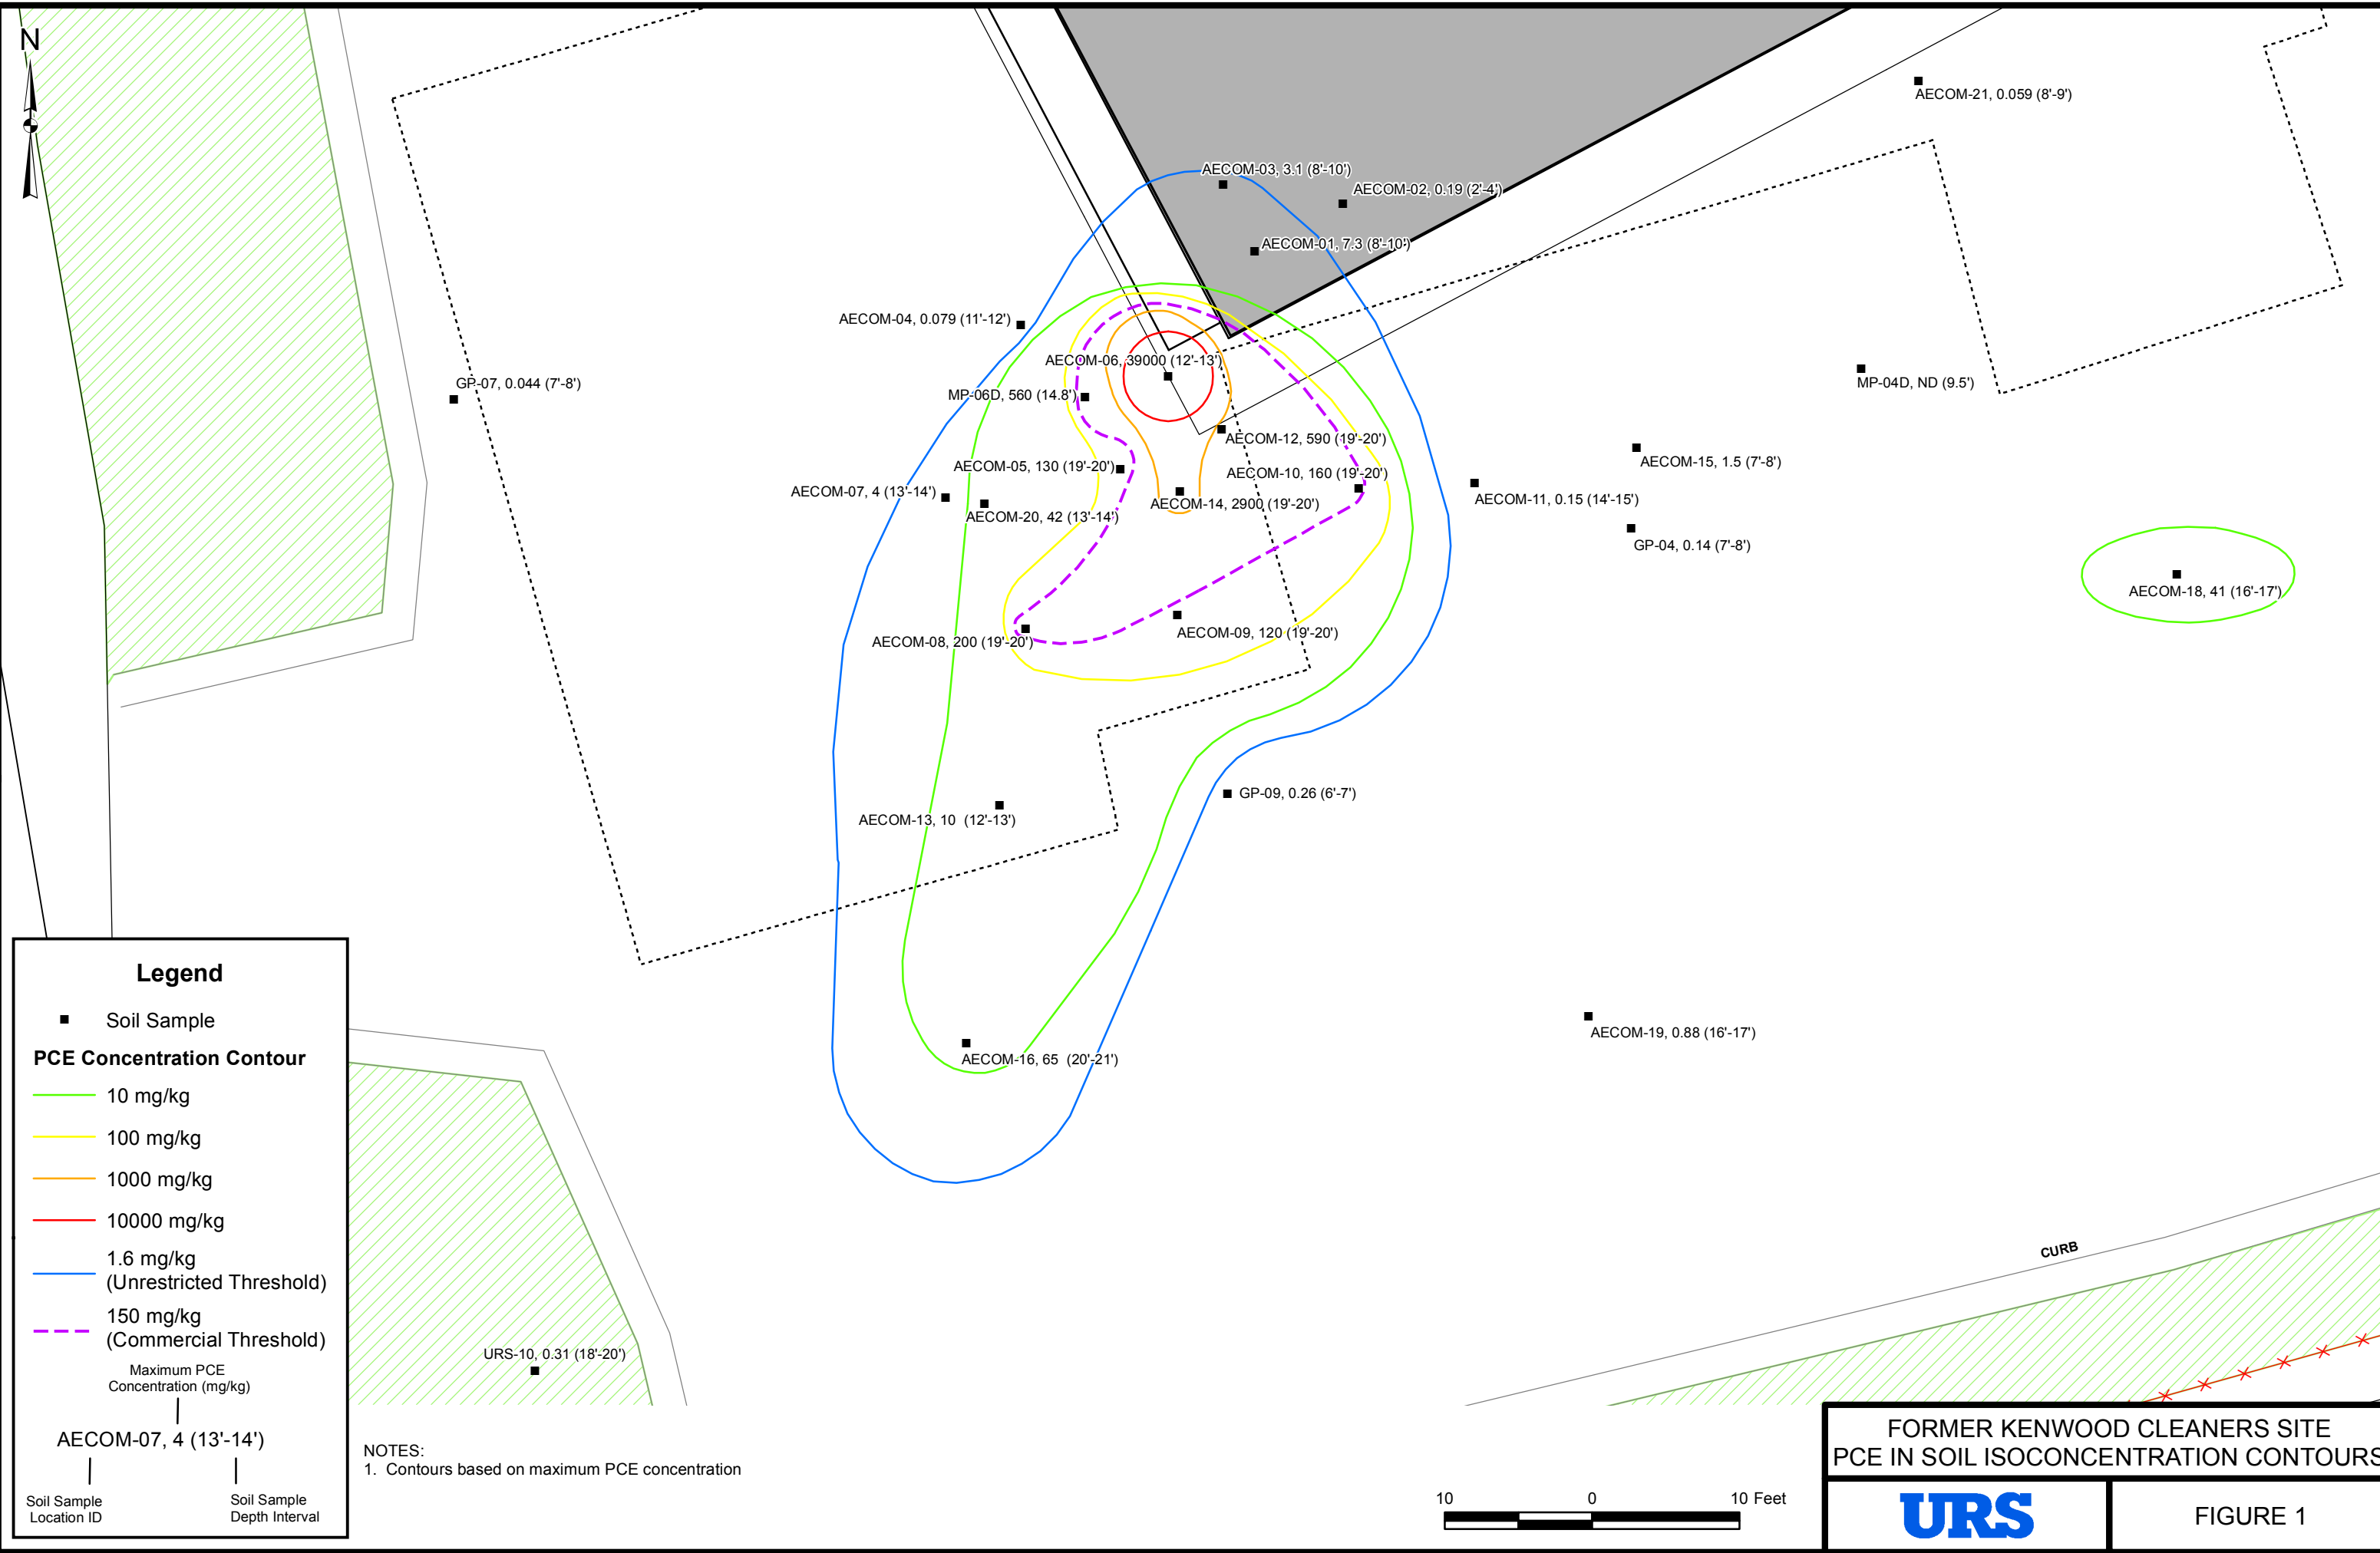 N
AECOM-21, 0.059 (8'-9')
AECOM-03, 3.1 (8'-10')
AECOM-02, 0.19 (2'-4')
AECOM-01, 7.3 (8'-10')
AECOM-04, 0.079 (11'-12')
AECOM-06, 39000 (12'-13')
GP-07, 0.044 (7'-8')
MP-04D, ND (9.5')
MP-06D, 560 (14.8')
AECOM-12, 590 (19'-20')
AECOM-15, 1.5 (7'-8')
AECOM-05, 130 (19'-20')
AECOM-10, 160 (19'-20')
AECOM-07, 4 (13'-14')
AECOM-11, 0.15 (14'-15')
AECOM-14, 2900 (19'-20')
AECOM-20, 42 (13'-14')
GP-04, 0.14 (7'-8')
AECOM-18, 41 (16'-17')
AECOM-09, 120 (19'-20')
AECOM-08, 200 (19'-20')
GP-09, 0.26 (6'-7')
AECOM-13, 10 (12'-13')
AECOM-19, 0.88 (16'-17')
AECOM-16, 65 (20'-21')
CURB
URS-10, 0.31 (18'-20')
Legend
Soil Sample
PCE Concentration Contour
10 mg/kg
100 mg/kg
1000 mg/kg
10000 mg/kg
1.6 mg/kg
(Unrestricted Threshold)
150 mg/kg
(Commercial Threshold)
Maximum PCE
Concentration (mg/kg)
AECOM-07, 4 (13'-14')
Soil Sample
Location ID
Soil Sample
Depth Interval
NOTES:
1. Contours based on maximum PCE concentration
10 0 10 Feet
FORMER KENWOOD CLEANERS SITE
PCE IN SOIL ISOCONCENTRATION CONTOURS
URS
FIGURE 1